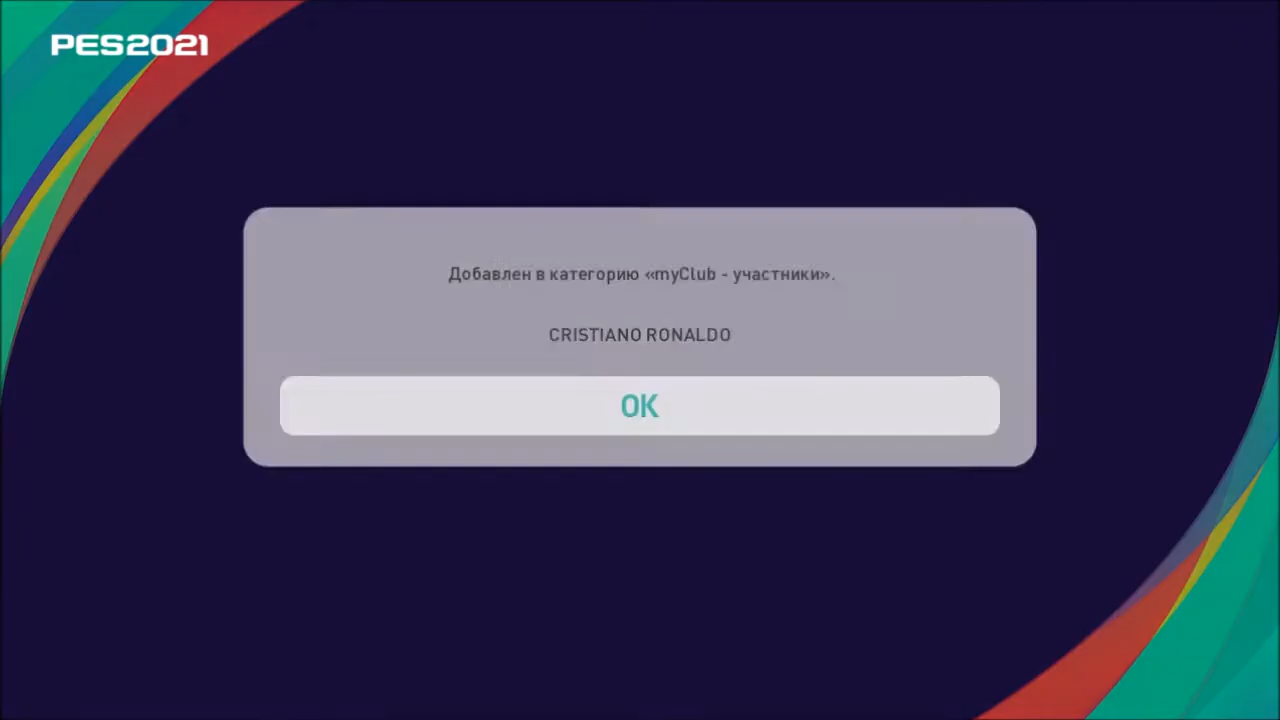 PES2021
Добавлен в категорию «myClub - участники».
CRISTIANO RONALDO
OK